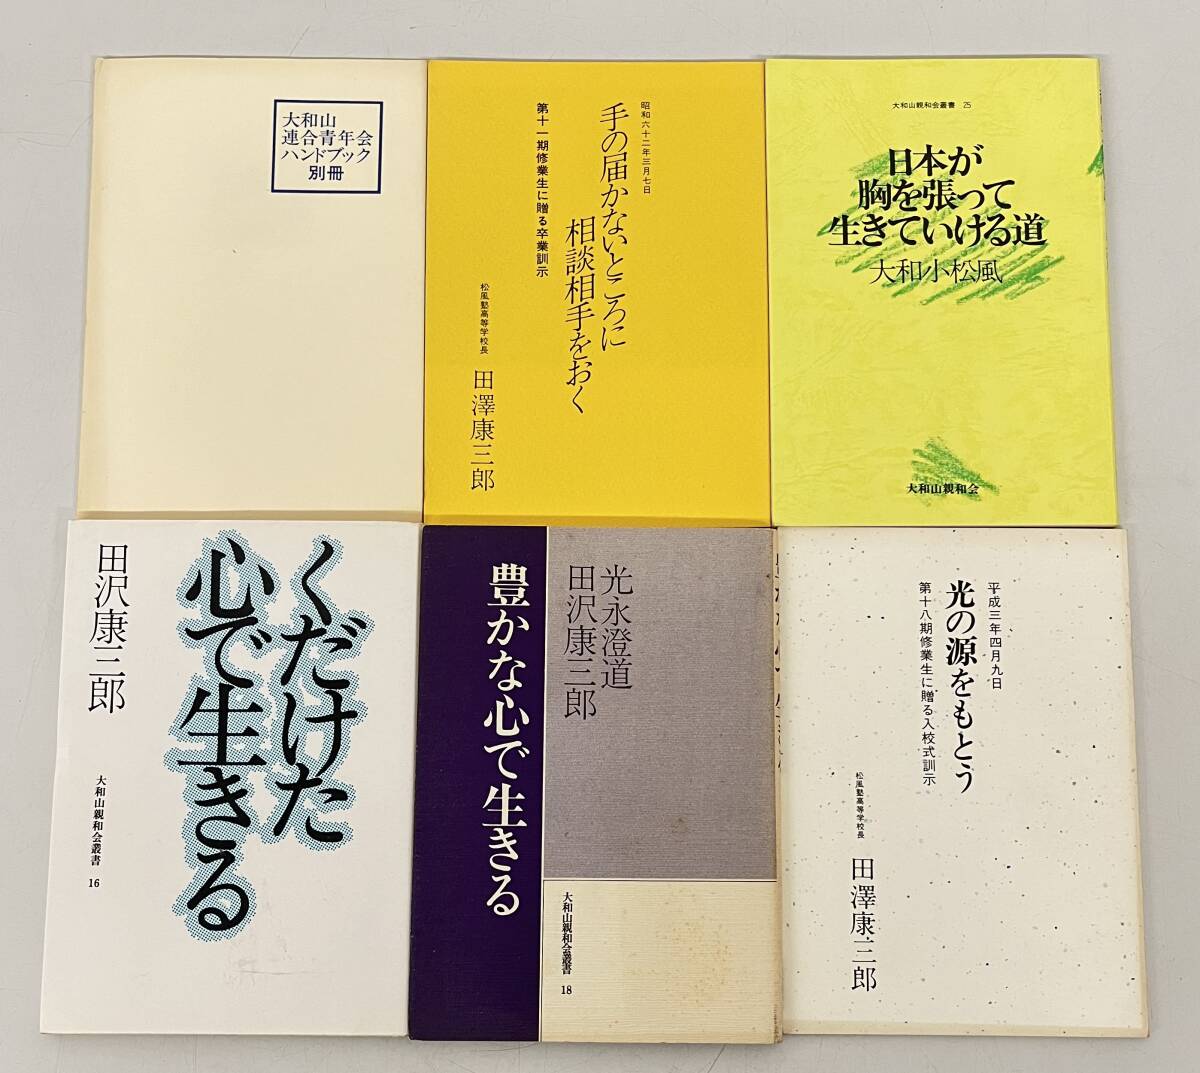 大和山
連合青年会
ハンドブック
別冊
昭和六十二年三月七日
手の届かないところに
相談相手をおく
第十一期修業生に贈る卒業訓示
松風塾高等学校長
田澤康三郎
大和山親和会叢書 25
日本が
胸を張って
生きていける道
大和小松風
大和山親和会
くだけた
心で生きる
田沢康三郎
大和山親和会叢書 16
光永澄道
田沢康三郎
豊かな心で生きる
大和山親和会叢書 18
平成三年四月九日
光の源をもとう
第十八期修業生に贈る入校式訓示
松風塾高等学校長
田澤康三郎